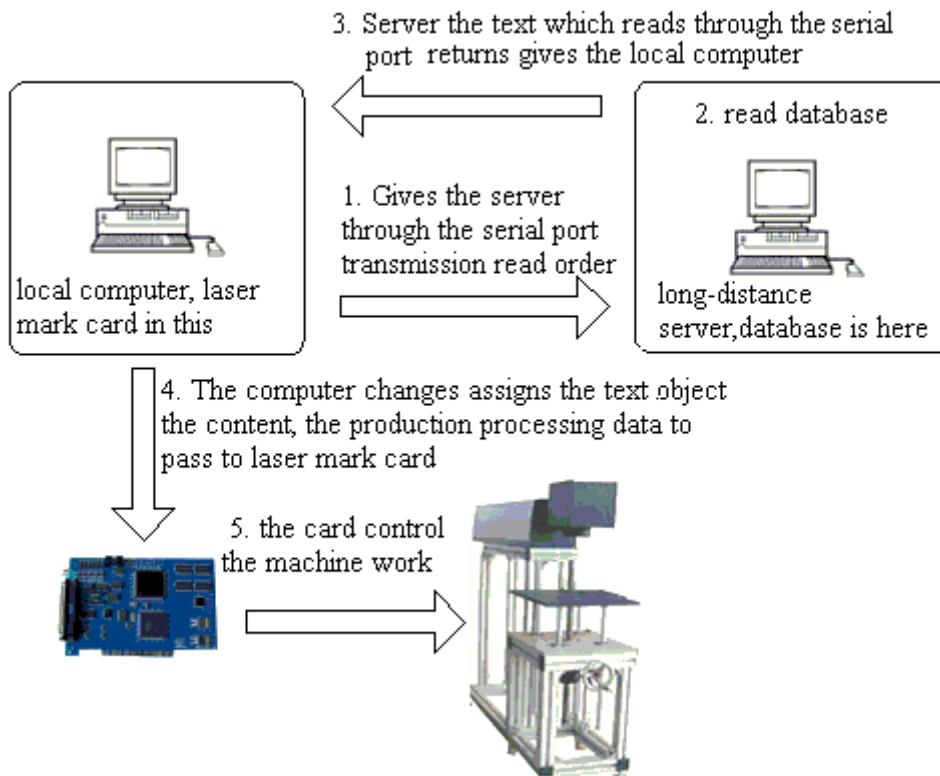 3. Server the text which reads through the serial
port returns gives the local computer
2. read database
1. Gives the server
through the serial port
transmission read order
local computer, laser
mark card in this
long-distance
server,database is here
4. The computer changes assigns the text object
the content, the production processing data to
pass to laser mark card
5. the card control
the machine work